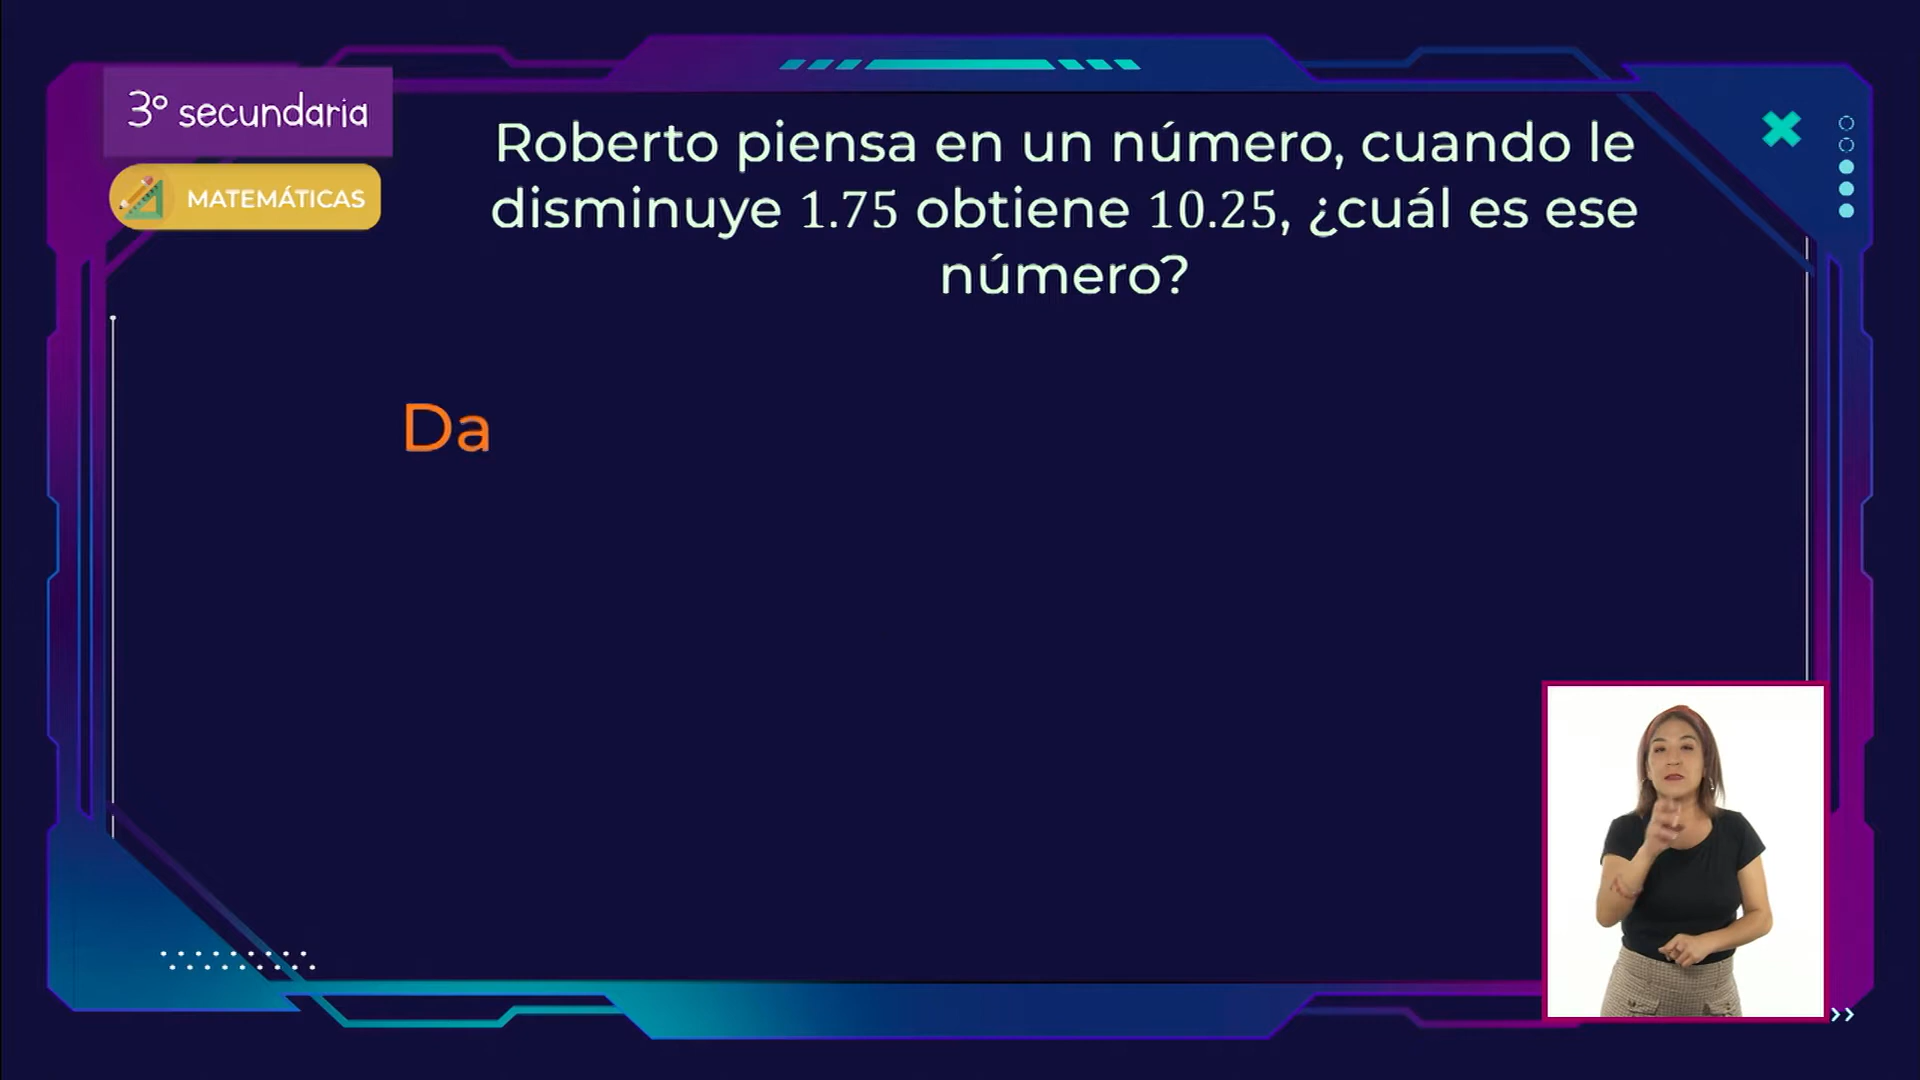 3° secundaria
MATEMÁTICAS
Roberto piensa en un número, cuando le
disminuye 1.75 obtiene 10.25, ¿cuál es ese
número?
Da